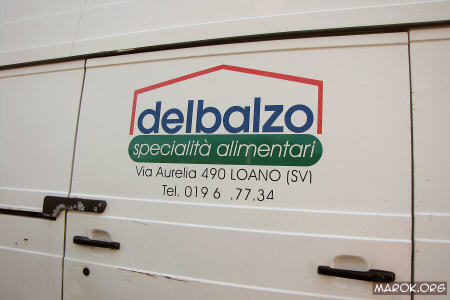 delbalzo
specialità alimentari
Via Aurelia 490 LOANO (SV)
Tel. 019 6 .77.34
MAROK.ORG